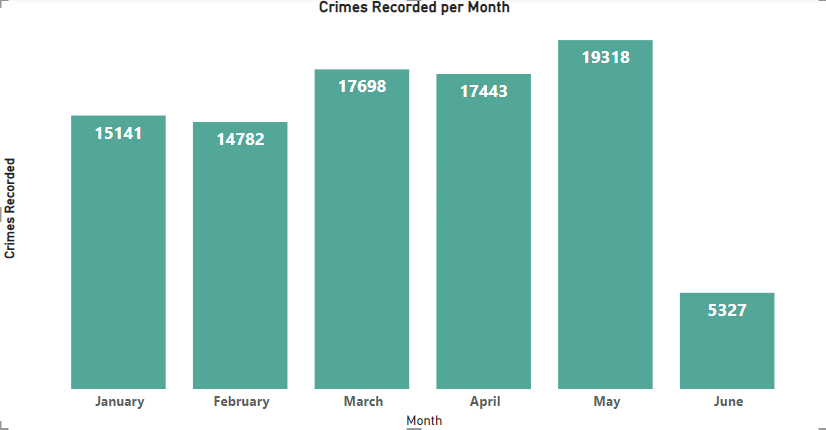 Crimes Recorded per Month
Crimes Recorded
15141
14782
17698
17443
19318
5327
January
February
March
April
May
June
Month